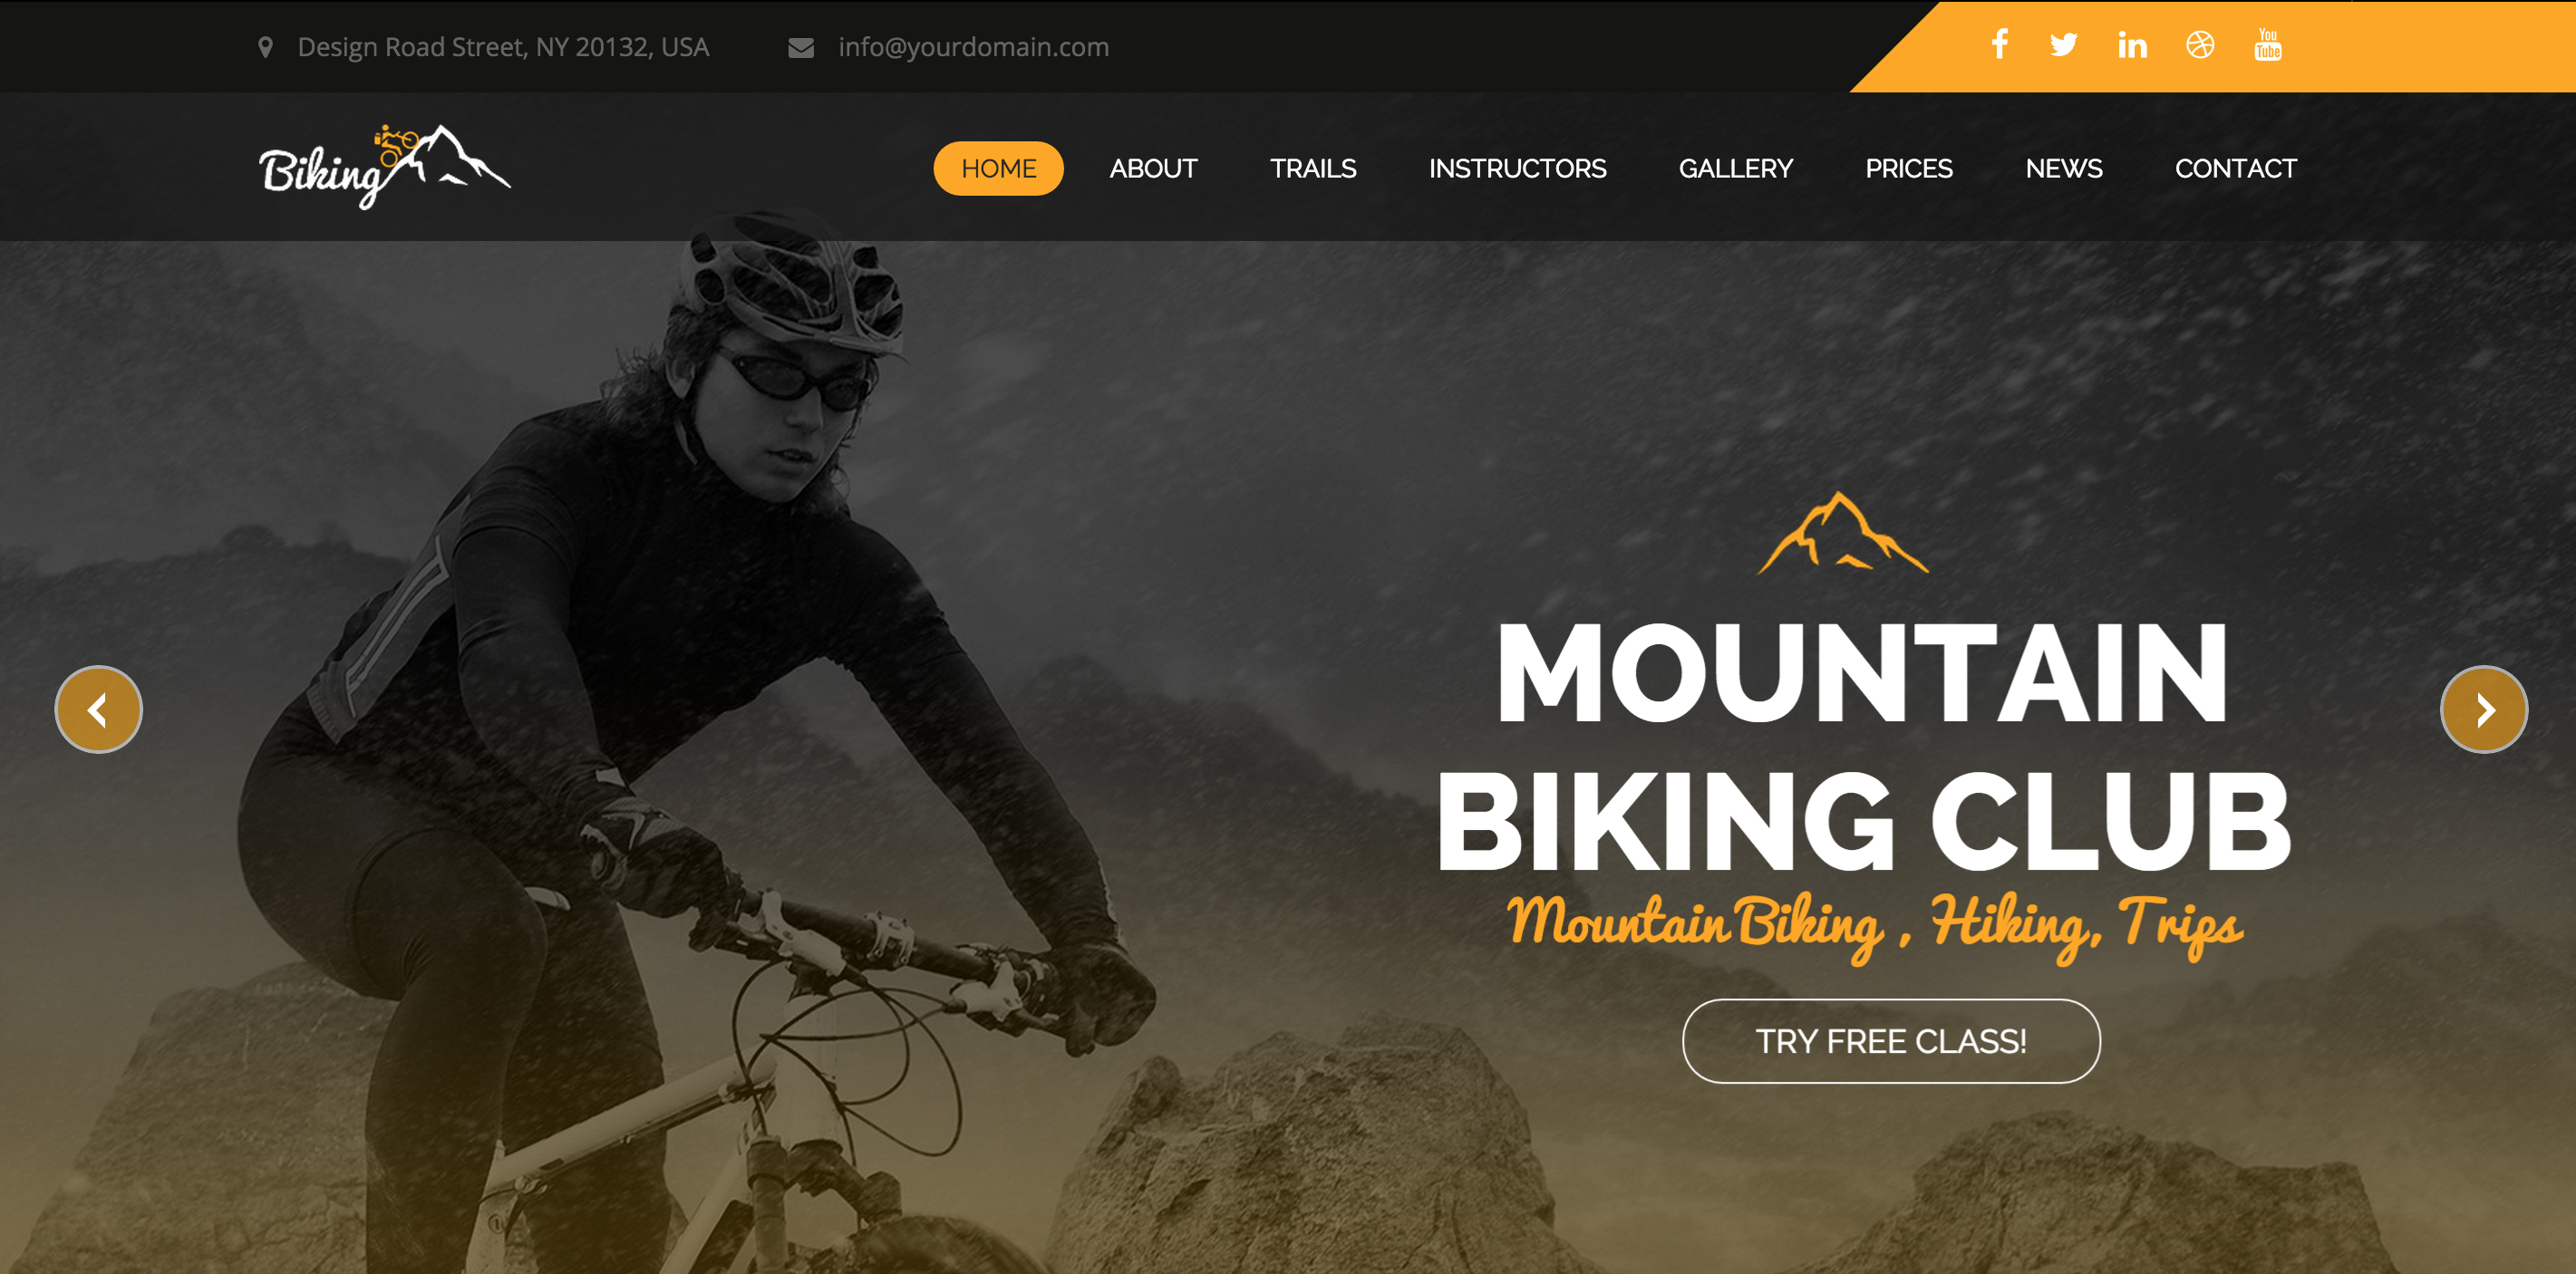 Design Road Street, NY 20132, USA
info@yourdomain.com
You
Tube
Biking
HOME
ABOUT
TRAILS
INSTRUCTORS
GALLERY
PRICES
NEWS
CONTACT
MOUNTAIN
BIKING CLUB
Mountain Biking , Hiking, Trips
TRY FREE CLASS!